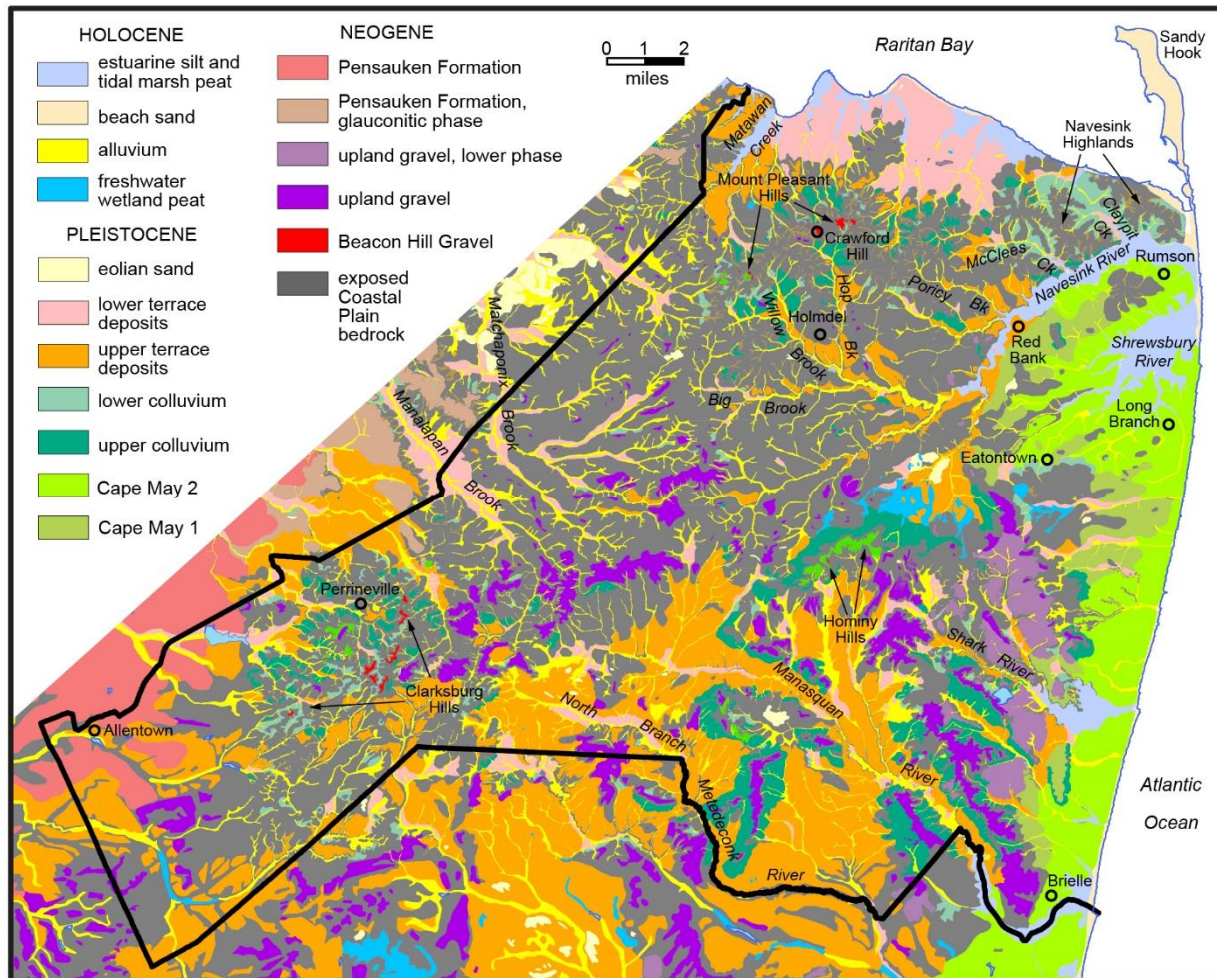 HOLOCENE
estuarine silt and
tidal marsh peat
beach sand
alluvium
freshwater
wetland peat
PLEISTOCENE
eolian sand
lower terrace
deposits
upper terrace
deposits
lower colluvium
upper colluvium
Cape May 2
Cape May 1
NEOGENE
Pensauken Formation
Pensauken Formation,
glauconitic phase
upland gravel, lower phase
upland gravel
Beacon Hill Gravel
exposed
Coastal
Plain
bedrock
0 1 2
miles
Raritan Bay
Sandy
Hook
Matawan
Creek
Navesink
Highlands
Mount Pleasant
Hills
Crawford
Hill
Claypit
Ck
McClees
Ck
Navesink River
Rumson
Poricy
Bk
Hop
Bk
Willow
Brook
Holmdel
Red
Bank
Shrewsbury
River
Matchaponix
Brook
Big Brook
Long
Branch
Manalapan
Brook
Eatontown
Perrineville
Hominy
Hills
Shark River
Clarksburg
Hills
Manasquan
River
North
Branch
Metedeconk
River
Allentown
Atlantic
Ocean
Brielle